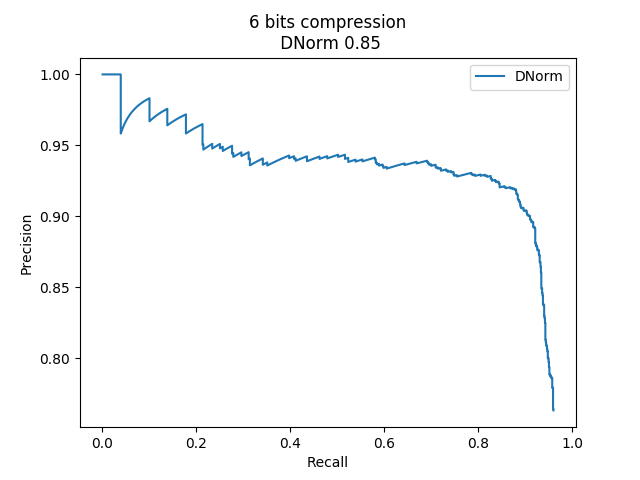 6 bits compression
DNorm 0.85
DNorm
1.00
0.95
0.90
0.85
0.80
Precision
0.0 0.2 0.4 0.6 0.8 1.0
Recall